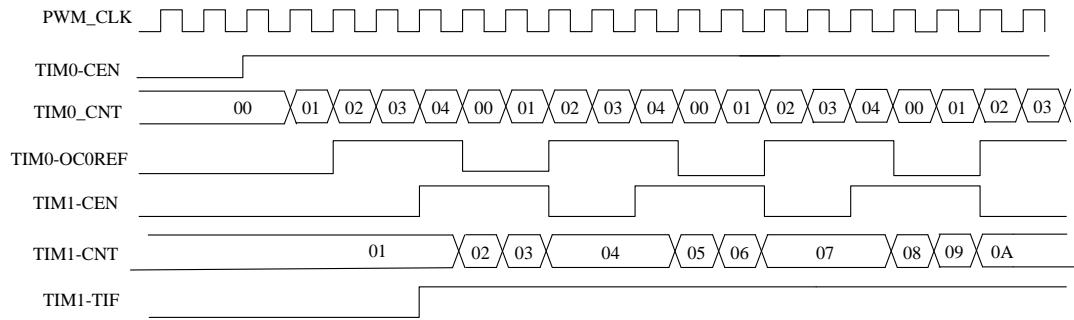 PWM_CLK
TIM0-CEN
TIM0_CNT 00 01 02 03 04 00 01 02 03 04 00 01 02 03 04 00 01 02 03
TIM0-OC0REF
TIM1-CEN
TIM1-CNT 01 02 03 04 05 06 07 08 09 0A
TIM1-TIF